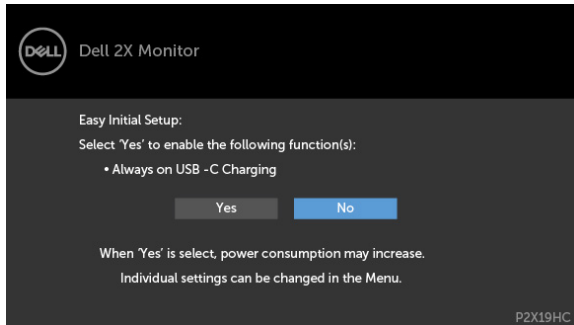 DELL
Dell 2X Monitor
Easy Initial Setup:
Select 'Yes' to enable the following function(s):
• Always on USB -C Charging
Yes No
When 'Yes' is select, power consumption may increase.
Individual settings can be changed in the Menu.
P2X19HC